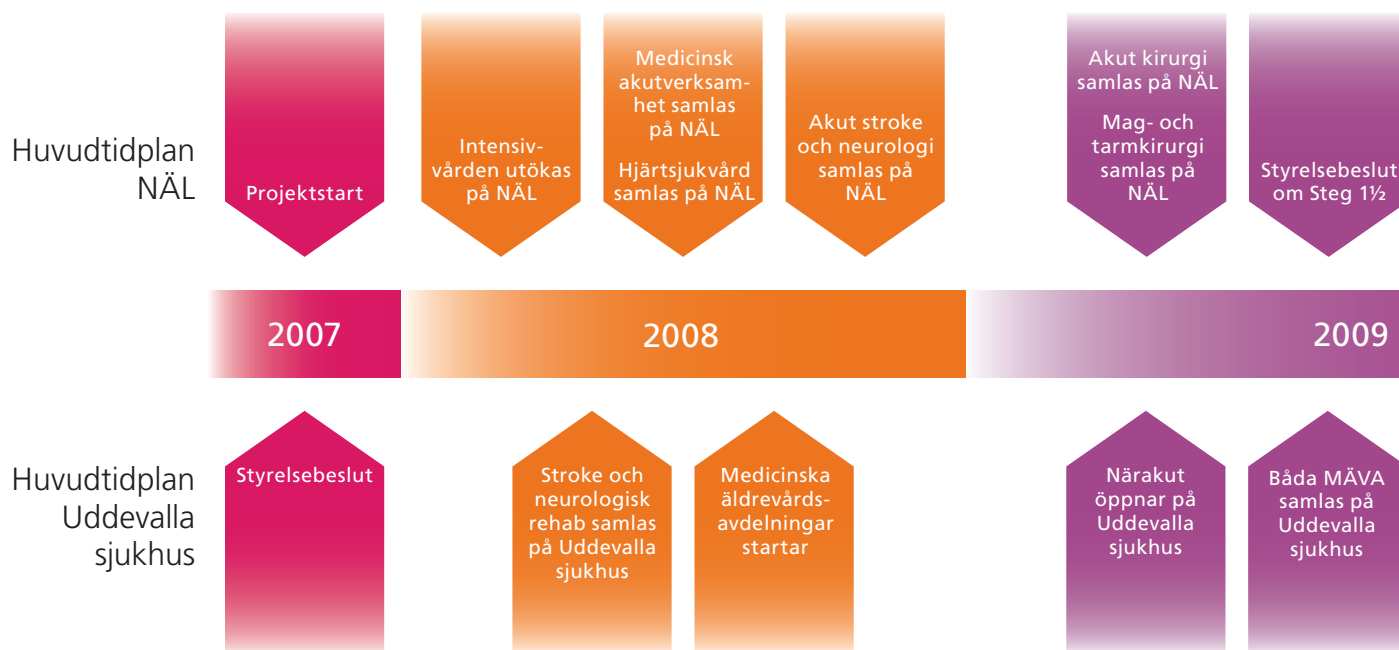 Huvudtidplan
NÄL
Projektstart
Intensiv-
vården utökas
på NÄL
Medicinsk
akutverksam-
het samlas
på NÄL
Hjärtsjukvård
samlas på NÄL
Akut stroke
och neurologi
samlas på
NÄL
Akut kirurgi
samlas på NÄL
Mag- och
tarmkirurgi
samlas på
NÄL
Styrelsebeslut
om Steg 1½
2007
2008
2009
Huvudtidplan
Uddevalla
sjukhus
Styrelsebeslut
Stroke och
neurologisk
rehab samlas
på Uddevalla
sjukhus
Medicinska
äldrevårds-
avdelningar
startar
Närakut
öppnar på
Uddevalla
sjukhus
Båda MÄVA
samlas på
Uddevalla
sjukhus